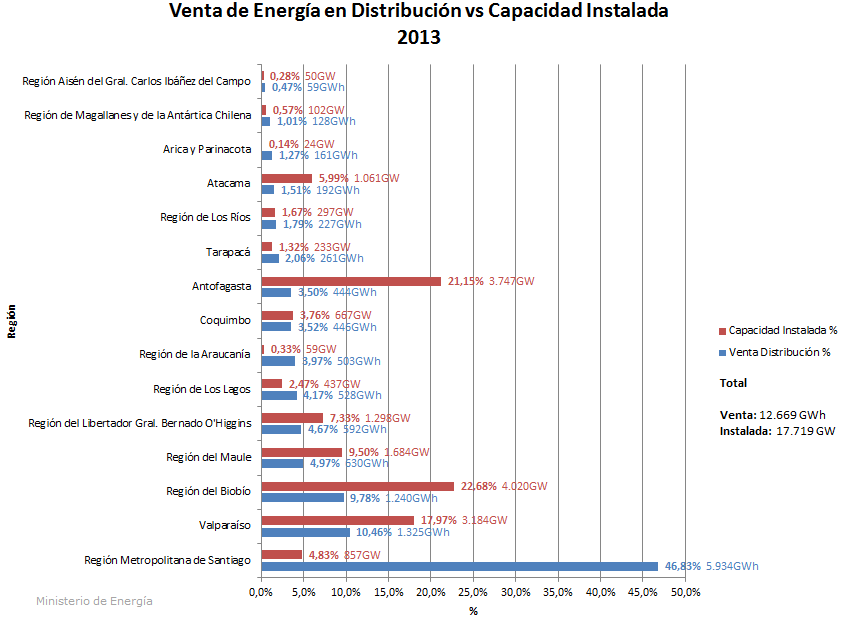 Venta de Energía en Distribución vs Capacidad Instalada
2013
Región
Región Aisén del Gral. Carlos Ibáñez del Campo
0,28% 50GW
0,47% 59GWh
Región de Magallanes y de la Antártica Chilena
0,57% 102GW
1,01% 128GWh
Arica y Parinacota
0,14% 24GW
1,27% 161GWh
Atacama
5,99% 1.061GW
1,51% 192GWh
Región de Los Ríos
1,67% 297GW
1,79% 227GWh
Tarapacá
1,32% 233GW
2,06% 261GWh
Antofagasta
21,15% 3.747GW
3,50% 444GWh
Coquimbo
3,76% 667GW
3,52% 446GWh
Región de la Araucanía
0,33% 59GW
3,97% 503GWh
Región de Los Lagos
2,47% 437GW
4,17% 528GWh
Región del Libertador Gral. Bernado O'Higgins
7,33% 1.298GW
4,67% 592GWh
Región del Maule
9,50% 1.684GW
4,97% 630GWh
Región del Biobío
22,68% 4.020GW
9,78% 1.240GWh
Valparaíso
17,97% 3.184GW
10,46% 1.325GWh
Región Metropolitana de Santiago
4,83% 857GW
46,83% 5.934GWh
0,0% 5,0% 10,0% 15,0% 20,0% 25,0% 30,0% 35,0% 40,0% 45,0% 50,0%
%
Capacidad Instalada %
Venta Distribución %
Total
Venta: 12.669 GWh
Instalada: 17.719 GW
Ministerio de Energía